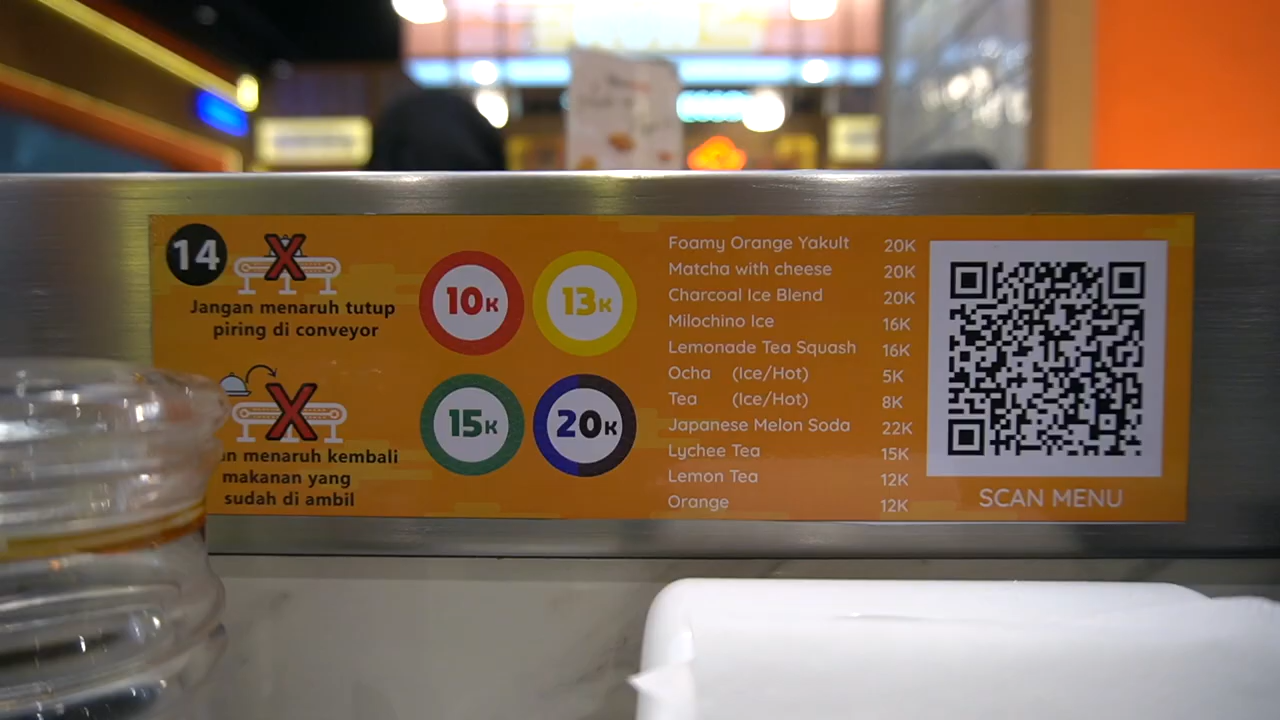 14
Jangan menaruh tutup
piring di conveyor
menaruh kembali
makanan yang
sudah di ambil
10K
13K
15K
20K
Foamy Orange Yakult 20K
Matcha with cheese 20K
Charcoal Ice Blend 20K
Milochino Ice 16K
Lemonade Tea Squash 16K
Ocha (Ice/Hot) 5K
Tea (Ice/Hot) 8K
Japanese Melon Soda 22K
Lychee Tea 15K
Lemon Tea 12K
Orange 12K
SCAN MENU